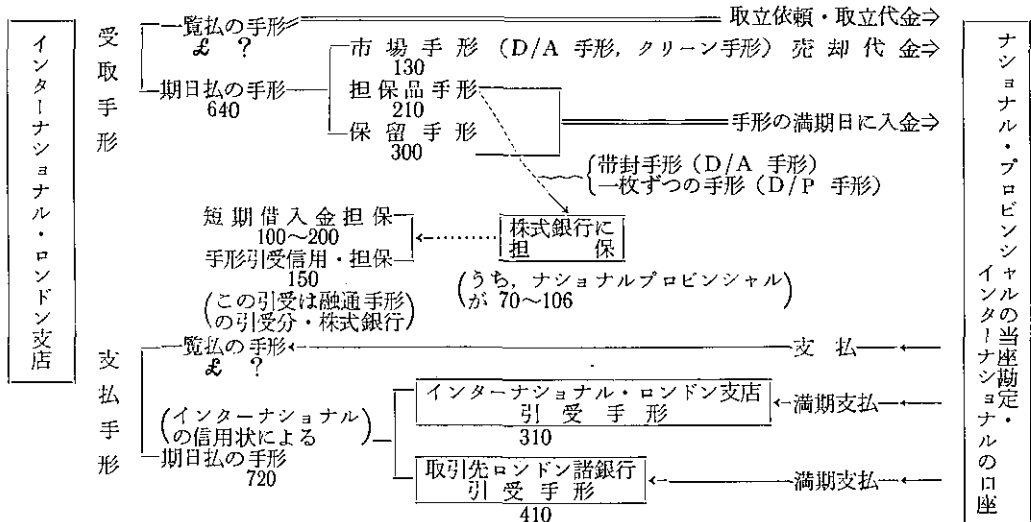 インターナショナル・ロンドン支店
受取手形
一覧払の手形
£ ?
取立依頼・取立代金⇒
期日払の手形
640
市場手形(D/A 手形,クリーン手形)売却代金⇒
130
担保品手形
210
保留手形
300
手形の満期日に入金⇒
帯封手形(D/A 手形)
一枚ずつの手形(D/P 手形)
短期借入金担保
100~200
手形引受信用・担保
150
(この引受は融通手形
の引受分・株式銀行)
株式銀行に
担保
(うち,ナショナルプロビンシャル
が 70~106)
支払手形
一覧払の手形
£ ?
支払
(インターナショナル
の信用状による)
期日払の手形
720
インターナショナル・ロンドン支店
引受手形
310
満期支払
取引先ロンドン諸銀行
引受手形
410
満期支払
ナショナル・プロビンシャルの当座勘定・
インターナショナルの口座